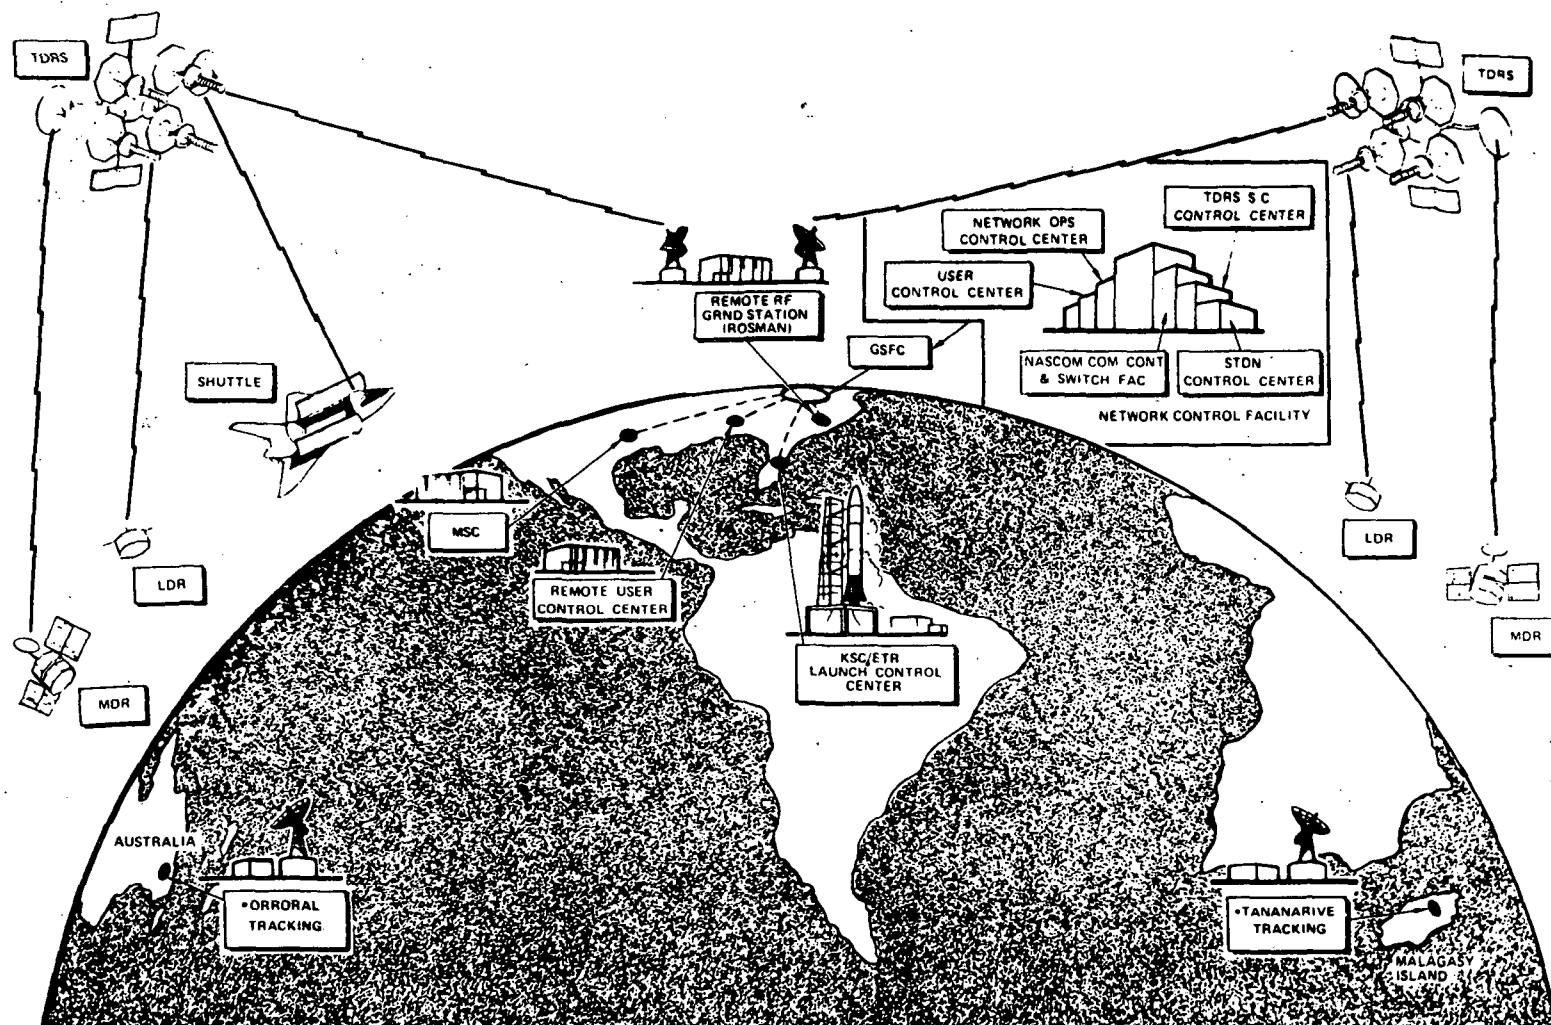 TDRS
TDRS
TDRS S C
CONTROL CENTER
NETWORK OPS
CONTROL CENTER
USER
CONTROL CENTER
REMOTE RF
GRND STATION
(ROSMAN)
GSFC
NASCOM COM CONT
& SWITCH FAC
STDN
CONTROL CENTER
NETWORK CONTROL FACILITY
SHUTTLE
MSC
LDR
LDR
REMOTE USER
CONTROL CENTER
MDR
MDR
KSC/ETR
LAUNCH CONTROL
CENTER
AUSTRALIA
•ORRORAL
TRACKING
•TANANARIVE
TRACKING
MALAGASY
ISLAND